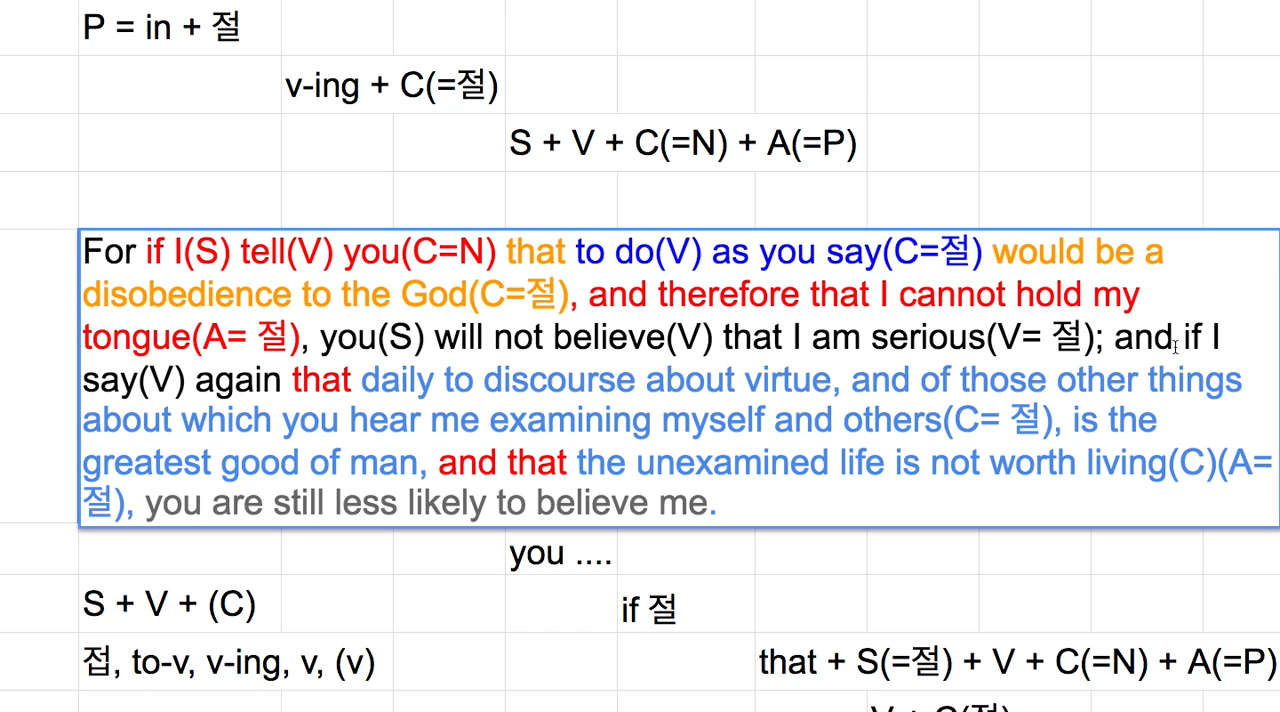 P = in + 절
v-ing + C(=절)
S + V + C(=N) + A(=P)
For if I(S) tell(V) you(C=N) that to do(V) as you say(C=절) would be a
disobedience to the God(C=절), and therefore that I cannot hold my
tongue(A= 절), you(S) will not believe(V) that I am serious(V= 절); and if I
say(V) again that daily to discourse about virtue, and of those other things
about which you hear me examining myself and others(C= 절), is the
greatest good of man, and that the unexamined life is not worth living(C)(A=
절), you are still less likely to believe me.
you ....
S + V + (C)
if 절
접, to-v, v-ing, v, (v)
that + S(=절) + V + C(=N) + A(=P)
V + C(절)